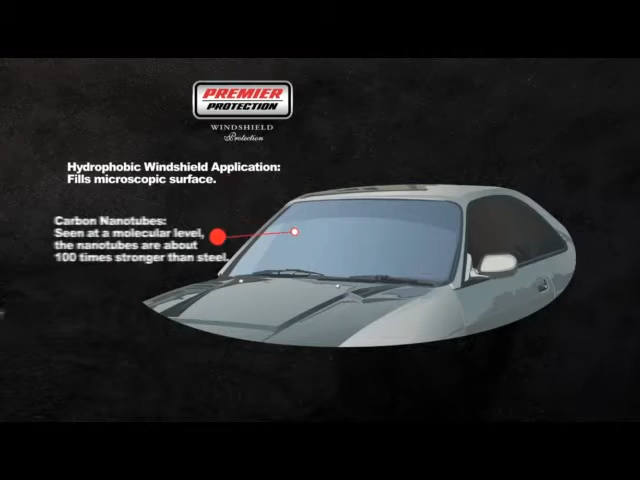 PREMIER
PROTECTION
WINDSHIELD
Protection
Hydrophobic Windshield Application:
Fills microscopic surface.
Carbon Nanotubes:
Seen at a molecular level,
the nanotubes are about
100 times stronger than steel.